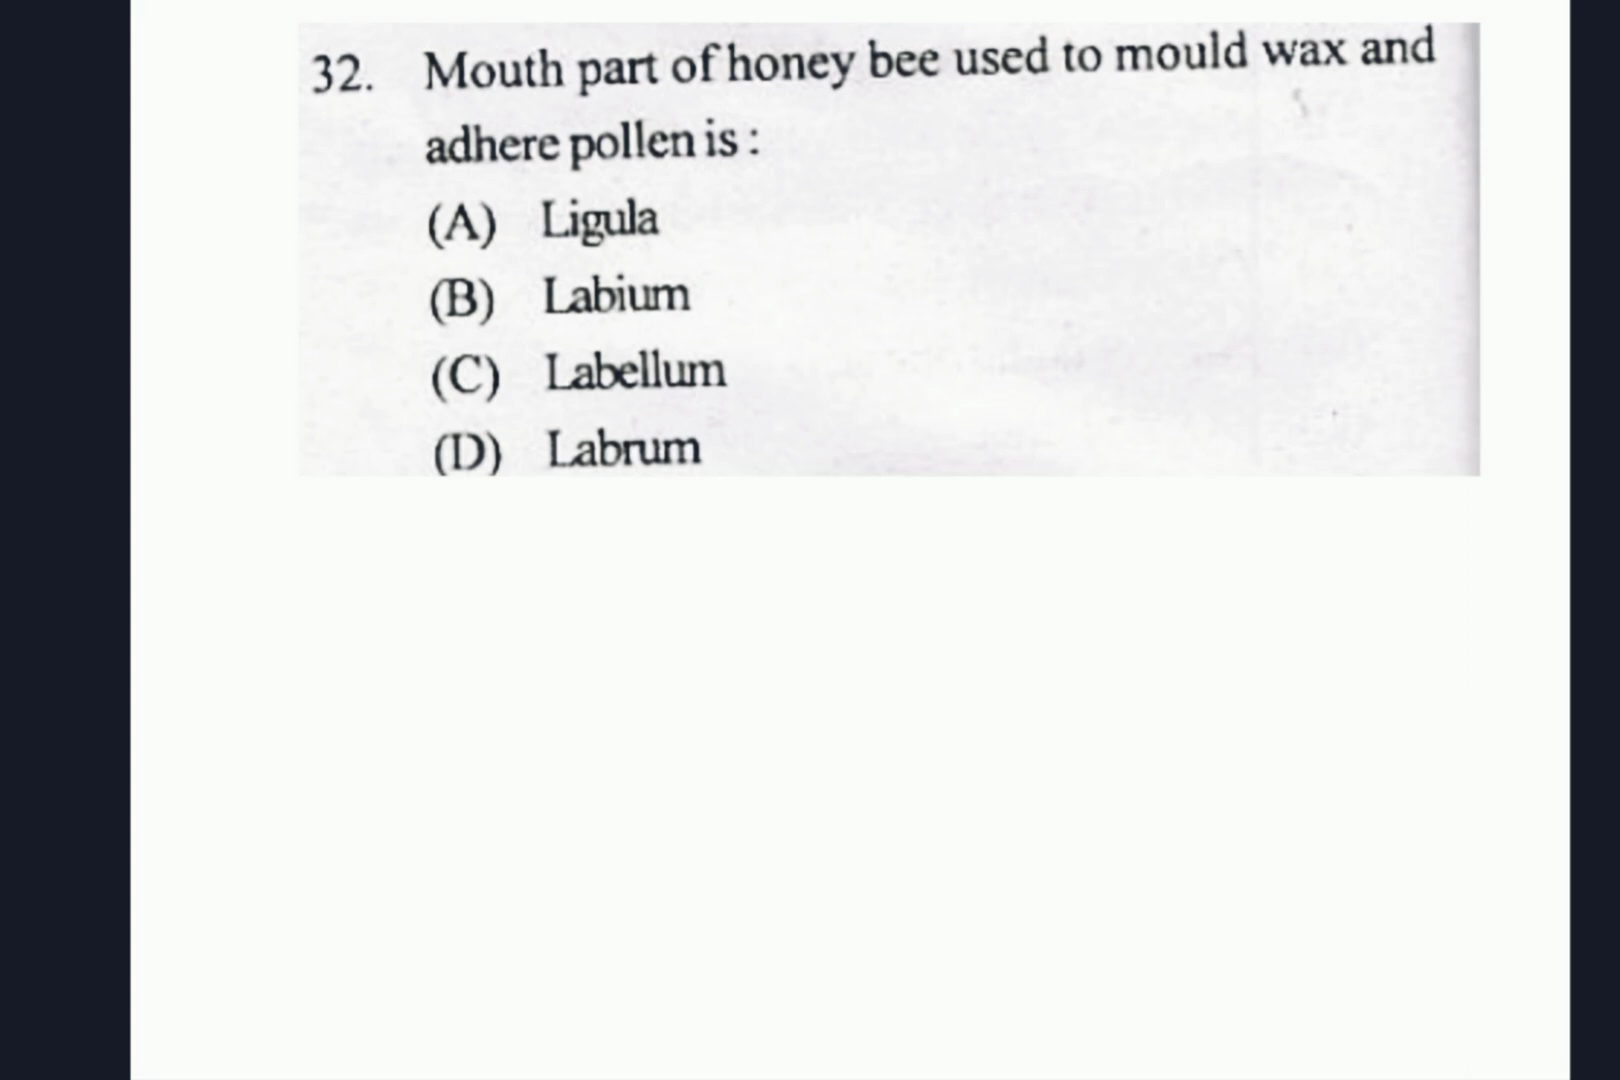 32. Mouth part of honey bee used to mould wax and
adhere pollen is :
(A) Ligula
(B) Labium
(C) Labellum
(D) Labrum